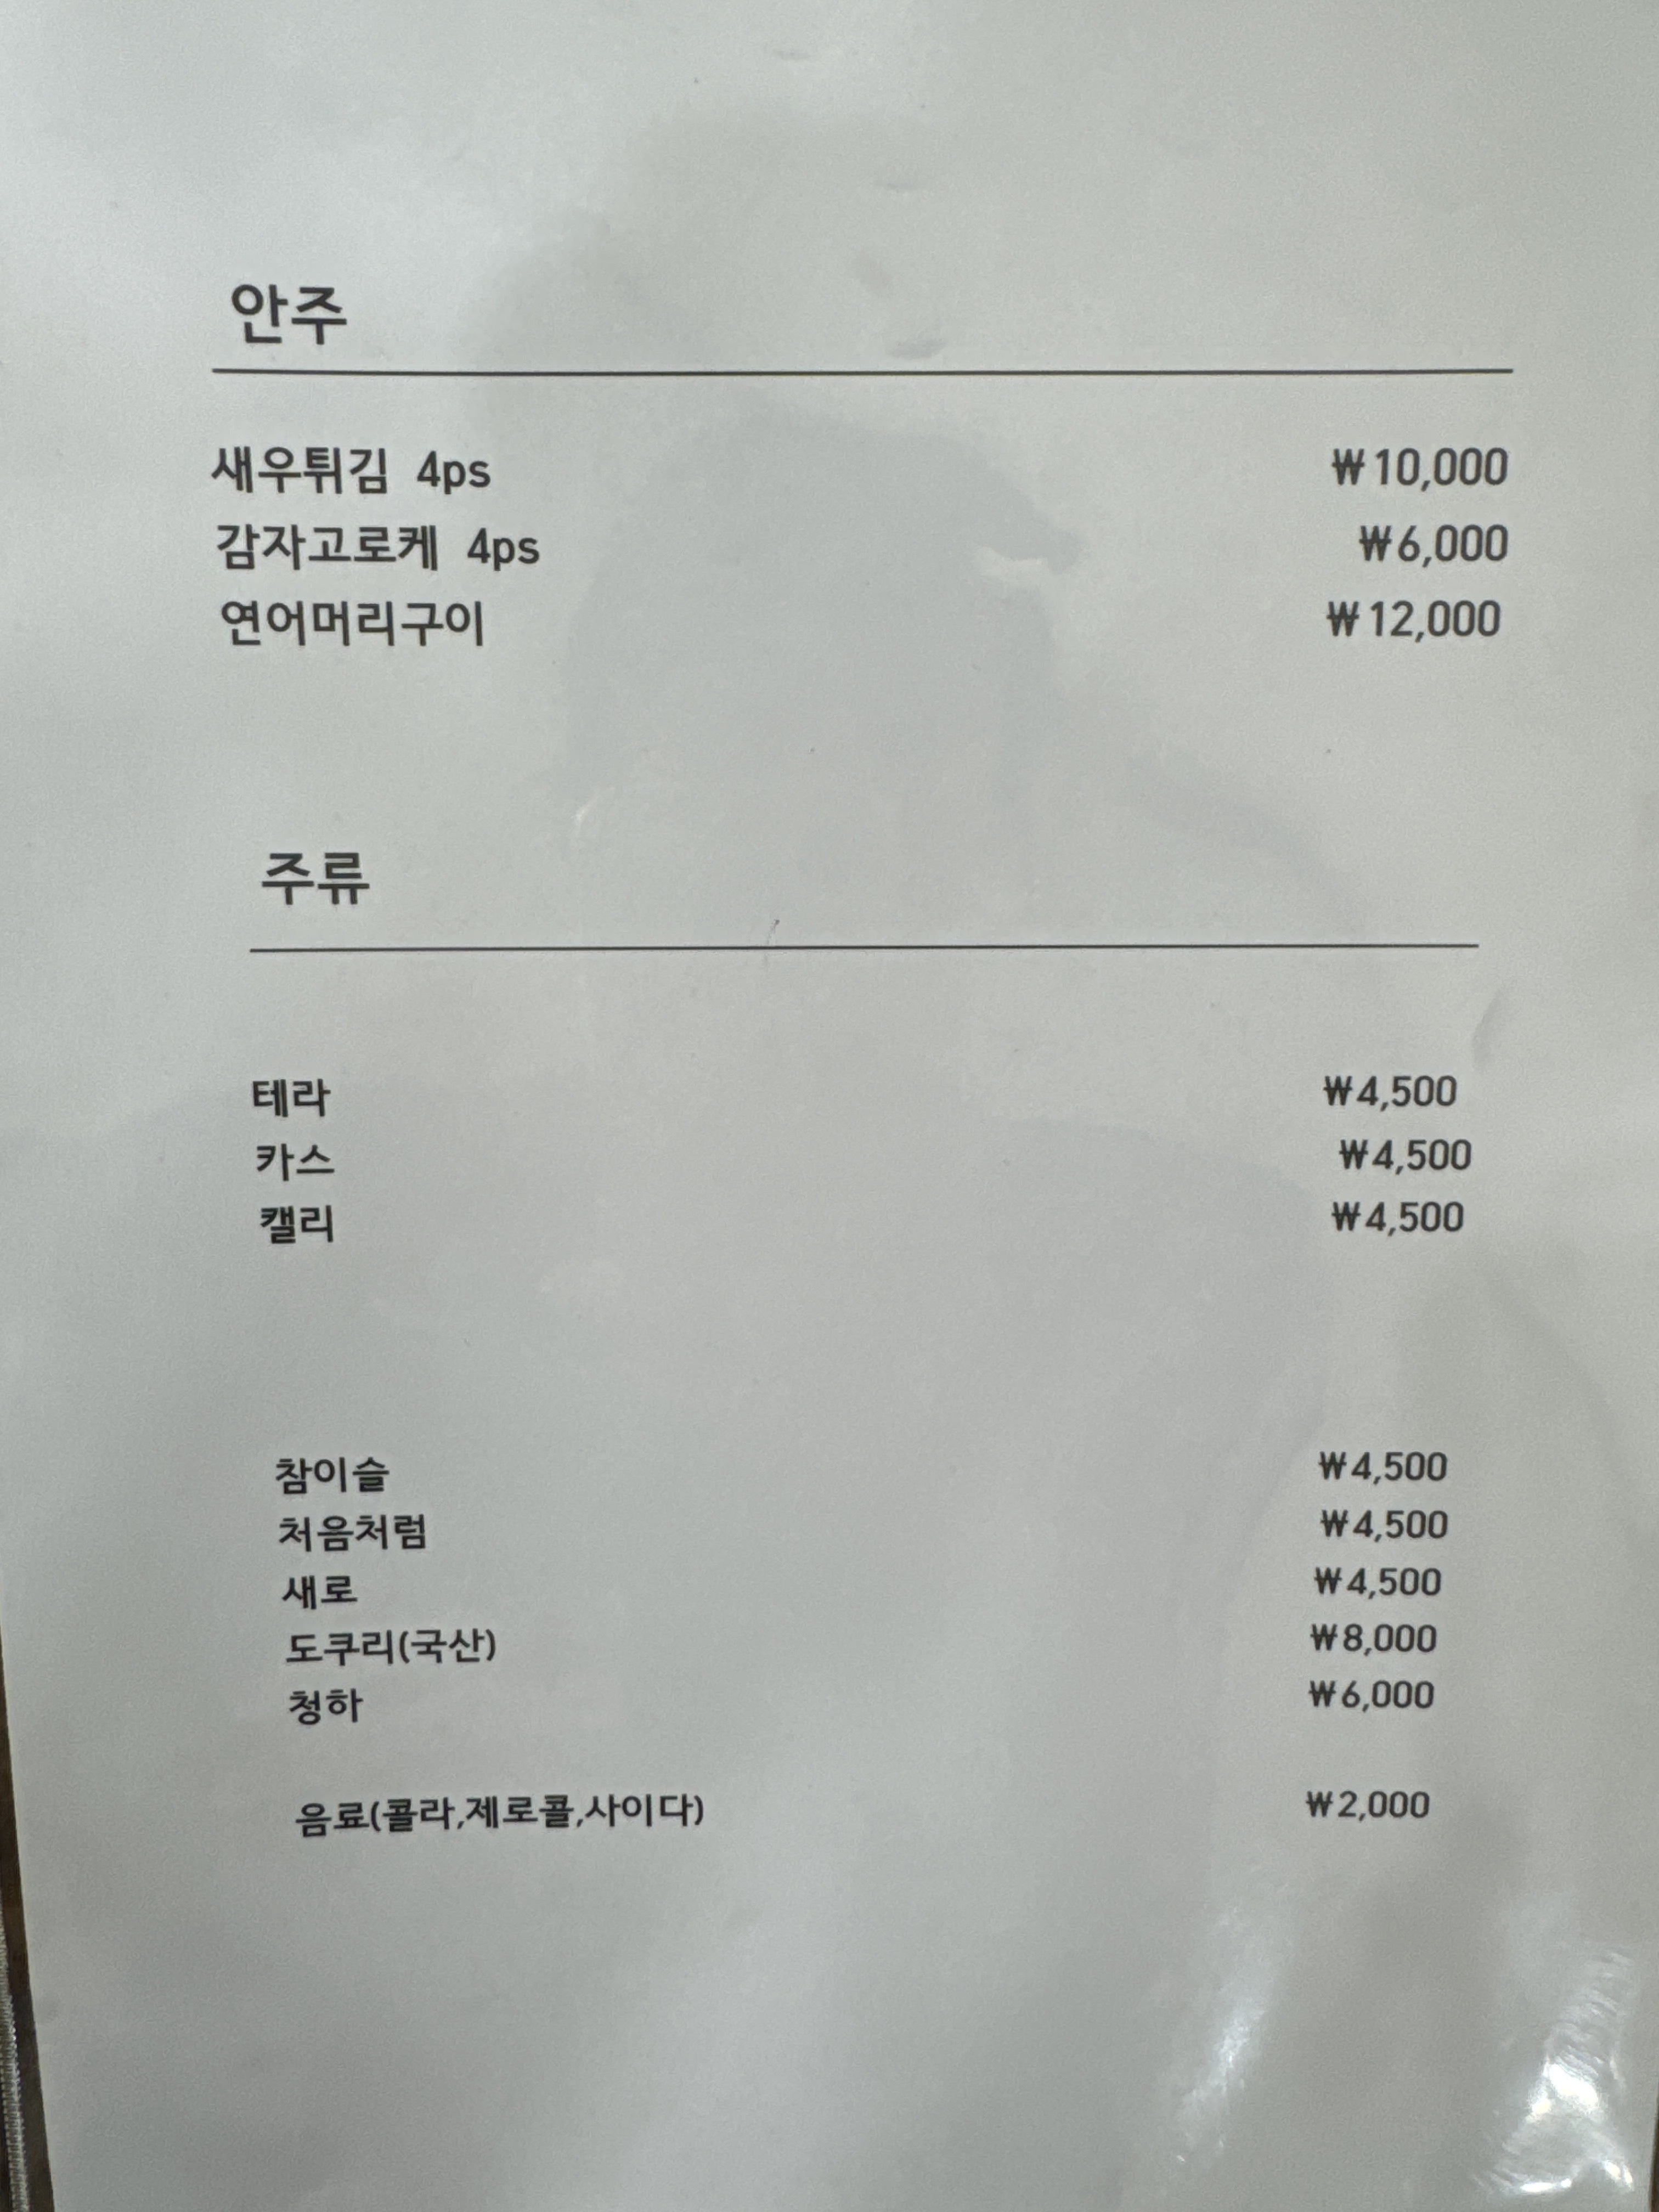 안주
새우튀김 4ps ₩10,000
감자고로케 4ps ₩6,000
연어머리구이 ₩12,000
주류
테라 ₩4,500
카스 ₩4,500
캘리 ₩4,500
참이슬 ₩4,500
처음처럼 ₩4,500
새로 ₩4,500
도쿠리(국산) ₩8,000
청하 ₩6,000
음료(콜라,제로콜,사이다) ₩2,000